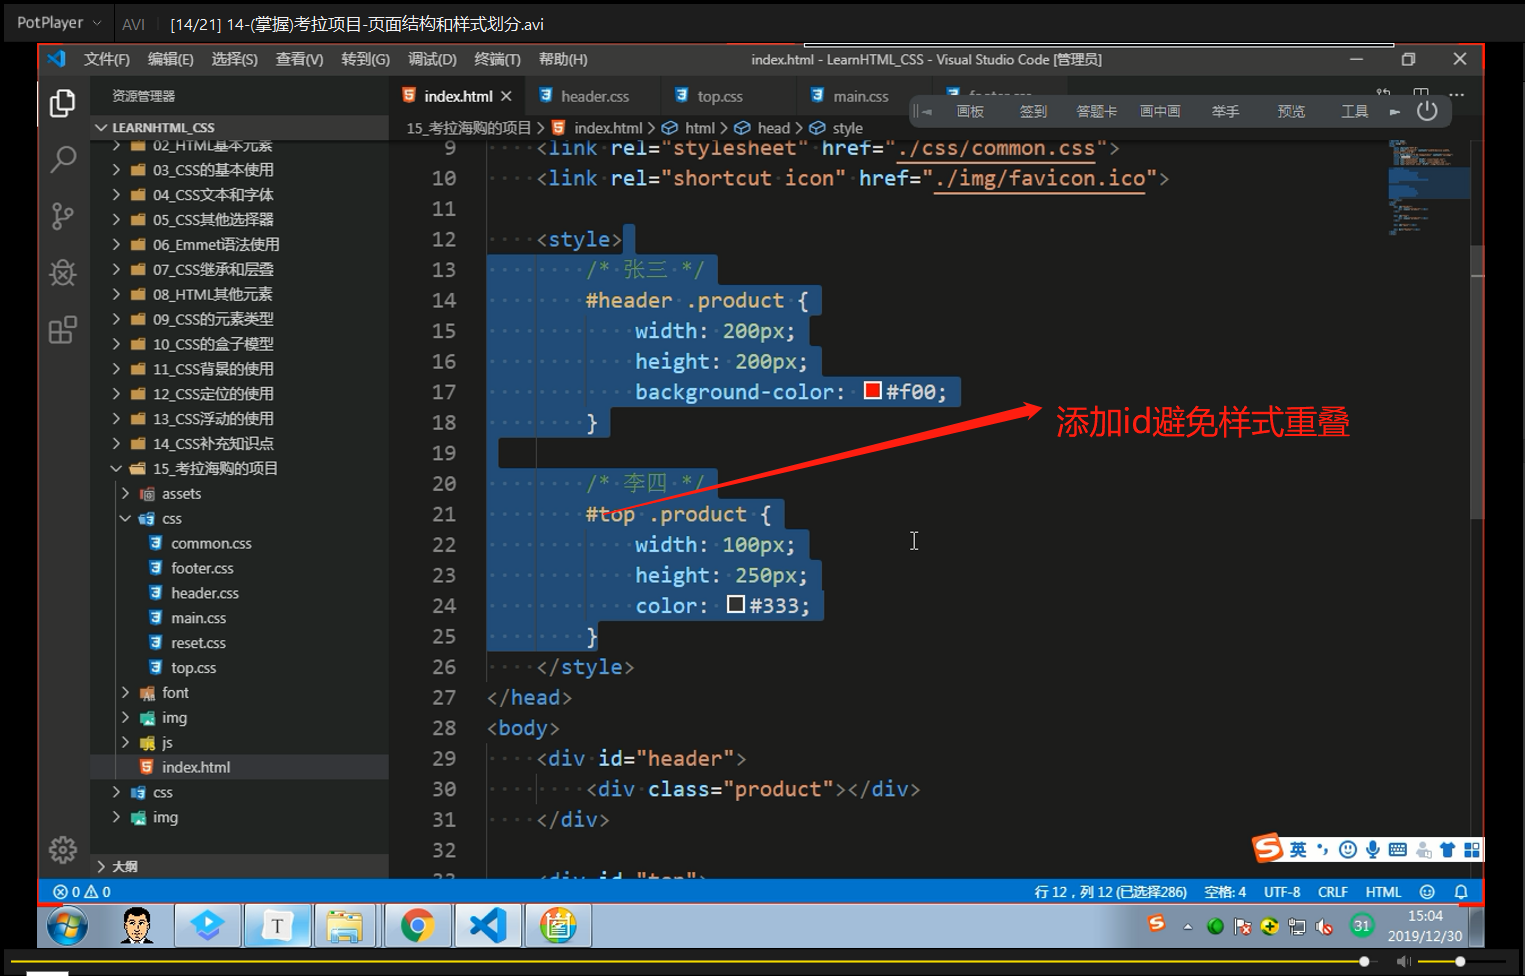 PotPlayer AVI [14/21] 14-(掌握)考拉项目-页面结构和样式划分.avi
文件(F) 编辑(E) 选择(S) 查看(V) 转到(G) 调试(D) 终端(T) 帮助(H) index.html - LearnHTML_CSS - Visual Studio Code [管理员]
资源管理器
index.html header.css top.css main.css footer.css
画板 签到 答题卡 画中画 举手 预览 工具
LEARNHTML_CSS
15_考拉海购的项目 index.html html head style
02_HTML基本元素
03_CSS的基本使用
04_CSS文本和字体
05_CSS其他选择器
06_Emmet语法使用
07_CSS继承和层叠
08_HTML其他元素
09_CSS的元素类型
10_CSS的盒子模型
11_CSS背景的使用
12_CSS定位的使用
13_CSS浮动的使用
14_CSS补充知识点
15_考拉海购的项目
assets
css
common.css
footer.css
header.css
main.css
reset.css
top.css
font
img
js
index.html
css
img
大纲
9 <link rel="stylesheet" href="./css/common.css">
10 <link rel="shortcut icon" href="./img/favicon.ico">
11
12 <style>
13 /* 张三 */
14 #header .product {
15 width: 200px;
16 height: 200px;
17 background-color: #f00;
18 }
19
20 /* 李四 */
21 #top .product {
22 width: 100px;
23 height: 250px;
24 color: #333;
25 }
26 </style>
27 </head>
28 <body>
29 <div id="header">
30 <div class="product"></div>
31 </div>
32
33 <div id="top">
添加id避免样式重叠
英
0 0 行 12，列 12 (已选择286) 空格: 4 UTF-8 CRLF HTML
T
31
15:04
2019/12/30